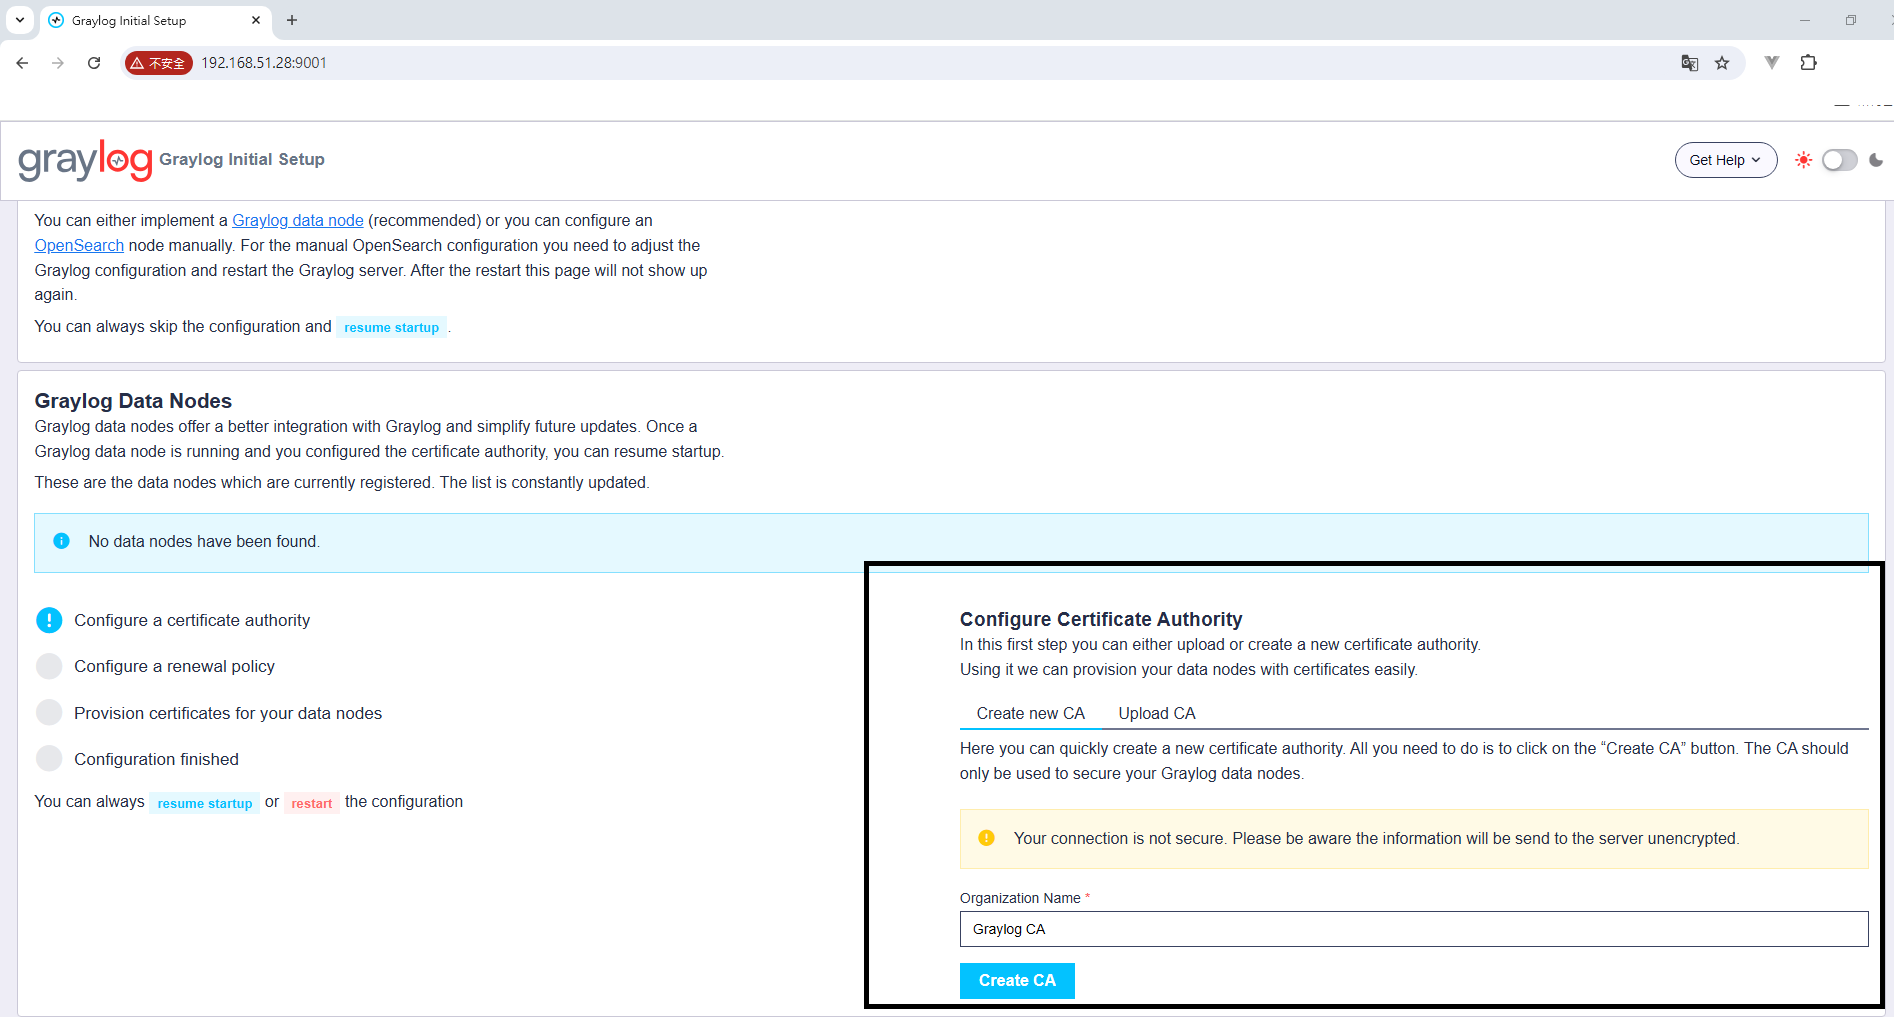 Graylog Initial Setup
不安全
192.168.51.28:9001
graylog
Graylog Initial Setup
Get Help
You can either implement a Graylog data node (recommended) or you can configure an
OpenSearch node manually. For the manual OpenSearch configuration you need to adjust the
Graylog configuration and restart the Graylog server. After the restart this page will not show up
again.
You can always skip the configuration and resume startup .
Graylog Data Nodes
Graylog data nodes offer a better integration with Graylog and simplify future updates. Once a
Graylog data node is running and you configured the certificate authority, you can resume startup.
These are the data nodes which are currently registered. The list is constantly updated.
No data nodes have been found.
Configure a certificate authority
Configure a renewal policy
Provision certificates for your data nodes
Configuration finished
You can always resume startup or restart the configuration
Configure Certificate Authority
In this first step you can either upload or create a new certificate authority.
Using it we can provision your data nodes with certificates easily.
Create new CA Upload CA
Here you can quickly create a new certificate authority. All you need to do is to click on the “Create CA” button. The CA should
only be used to secure your Graylog data nodes.
Your connection is not secure. Please be aware the information will be send to the server unencrypted.
Organization Name *
Graylog CA
Create CA